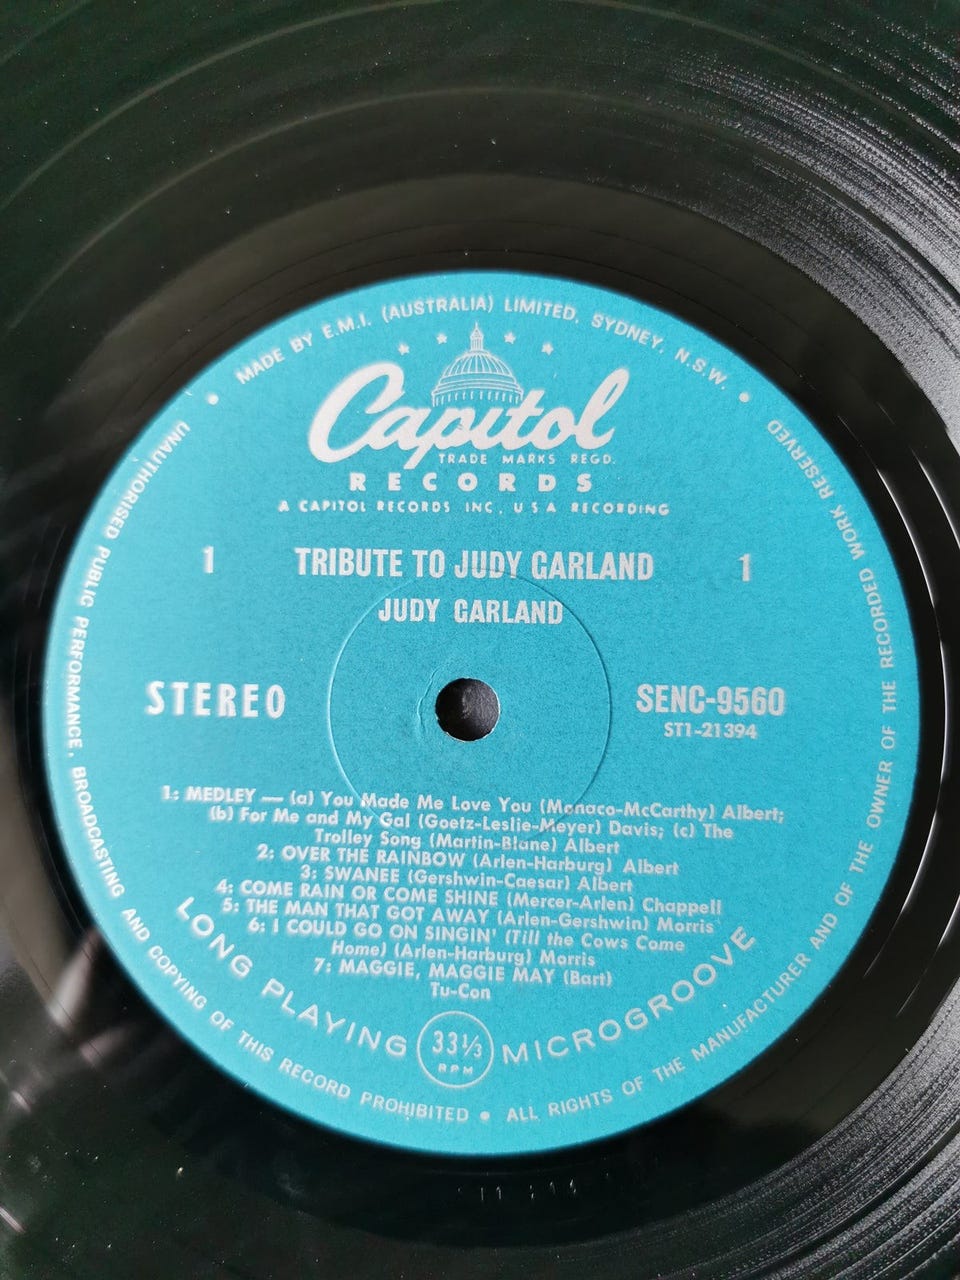 MADE BY E.M.I. (AUSTRALIA) LIMITED. SYDNEY, N.S.W.
Capitol
TRADE MARKS REGD.
RECORDS
A CAPITOL RECORDS INC. U S A RECORDING
1 TRIBUTE TO JUDY GARLAND 1
JUDY GARLAND
STEREO SENC-9560
ST1-21394
1: MEDLEY — (a) You Made Me Love You (Monaco-McCarthy) Albert;
(b) For Me and My Gal (Goetz-Leslie-Meyer) Davis; (c) The
Trolley Song (Martin-Blane) Albert
2: OVER THE RAINBOW (Arlen-Harburg) Albert
3: SWANEE (Gershwin-Caesar) Albert
4: COME RAIN OR COME SHINE (Mercer-Arlen) Chappell
5: THE MAN THAT GOT AWAY (Arlen-Gershwin) Morris
6: I COULD GO ON SINGIN' (Till the Cows Come
Home) (Arlen-Harburg) Morris
7: MAGGIE, MAGGIE MAY (Bart)
Tu-Con
LONG PLAYING 33⅓ MICROGROOVE
RPM
UNAUTHORISED PUBLIC PERFORMANCE, BROADCASTING AND COPYING OF THIS RECORD PROHIBITED • ALL RIGHTS OF THE MANUFACTURER AND OF THE OWNER OF THE RECORDED WORK RESERVED